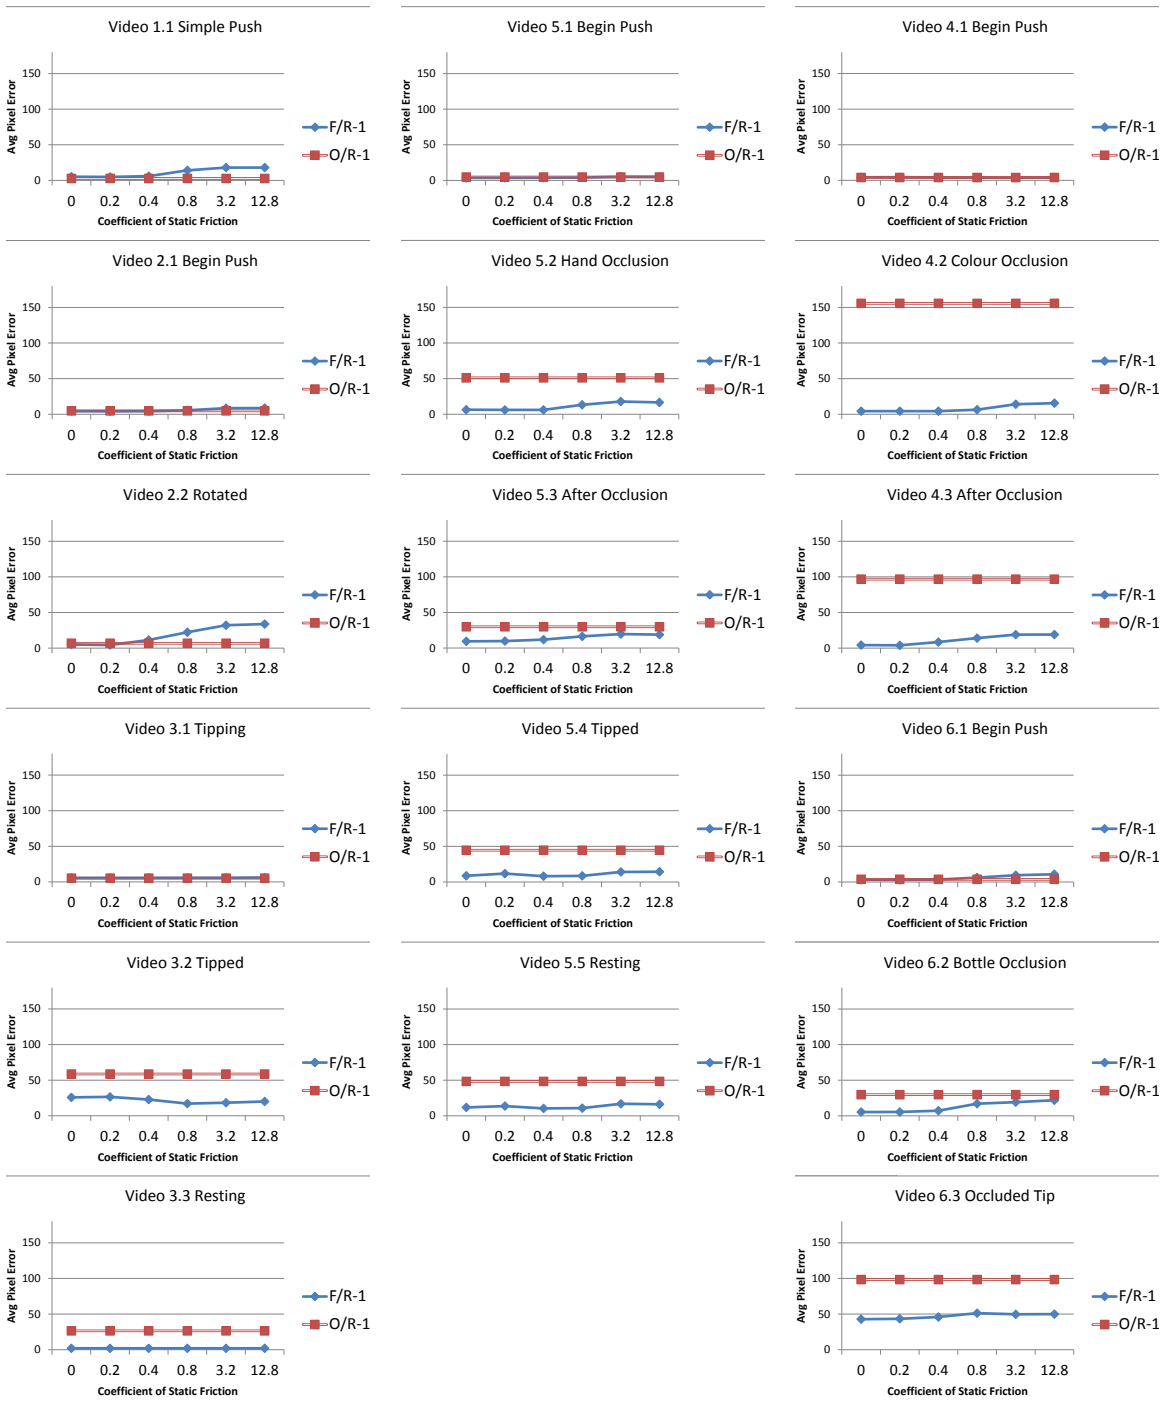 Video 1.1 Simple Push
Avg Pixel Error
150
100
50
0
0 0.2 0.4 0.8 3.2 12.8
Coefficient of Static Friction
F/R-1
O/R-1
Video 5.1 Begin Push
Avg Pixel Error
150
100
50
0
0 0.2 0.4 0.8 3.2 12.8
Coefficient of Static Friction
F/R-1
O/R-1
Video 4.1 Begin Push
Avg Pixel Error
150
100
50
0
0 0.2 0.4 0.8 3.2 12.8
Coefficient of Static Friction
F/R-1
O/R-1
Video 2.1 Begin Push
Avg Pixel Error
150
100
50
0
0 0.2 0.4 0.8 3.2 12.8
Coefficient of Static Friction
F/R-1
O/R-1
Video 5.2 Hand Occlusion
Avg Pixel Error
150
100
50
0
0 0.2 0.4 0.8 3.2 12.8
Coefficient of Static Friction
F/R-1
O/R-1
Video 4.2 Colour Occlusion
Avg Pixel Error
150
100
50
0
0 0.2 0.4 0.8 3.2 12.8
Coefficient of Static Friction
F/R-1
O/R-1
Video 2.2 Rotated
Avg Pixel Error
150
100
50
0
0 0.2 0.4 0.8 3.2 12.8
Coefficient of Static Friction
F/R-1
O/R-1
Video 5.3 After Occlusion
Avg Pixel Error
150
100
50
0
0 0.2 0.4 0.8 3.2 12.8
Coefficient of Static Friction
F/R-1
O/R-1
Video 4.3 After Occlusion
Avg Pixel Error
150
100
50
0
0 0.2 0.4 0.8 3.2 12.8
Coefficient of Static Friction
F/R-1
O/R-1
Video 3.1 Tipping
Avg Pixel Error
150
100
50
0
0 0.2 0.4 0.8 3.2 12.8
Coefficient of Static Friction
F/R-1
O/R-1
Video 5.4 Tipped
Avg Pixel Error
150
100
50
0
0 0.2 0.4 0.8 3.2 12.8
Coefficient of Static Friction
F/R-1
O/R-1
Video 6.1 Begin Push
Avg Pixel Error
150
100
50
0
0 0.2 0.4 0.8 3.2 12.8
Coefficient of Static Friction
F/R-1
O/R-1
Video 3.2 Tipped
Avg Pixel Error
150
100
50
0
0 0.2 0.4 0.8 3.2 12.8
Coefficient of Static Friction
F/R-1
O/R-1
Video 5.5 Resting
Avg Pixel Error
150
100
50
0
0 0.2 0.4 0.8 3.2 12.8
Coefficient of Static Friction
F/R-1
O/R-1
Video 6.2 Bottle Occlusion
Avg Pixel Error
150
100
50
0
0 0.2 0.4 0.8 3.2 12.8
Coefficient of Static Friction
F/R-1
O/R-1
Video 3.3 Resting
Avg Pixel Error
150
100
50
0
0 0.2 0.4 0.8 3.2 12.8
Coefficient of Static Friction
F/R-1
O/R-1
Video 6.3 Occluded Tip
Avg Pixel Error
150
100
50
0
0 0.2 0.4 0.8 3.2 12.8
Coefficient of Static Friction
F/R-1
O/R-1